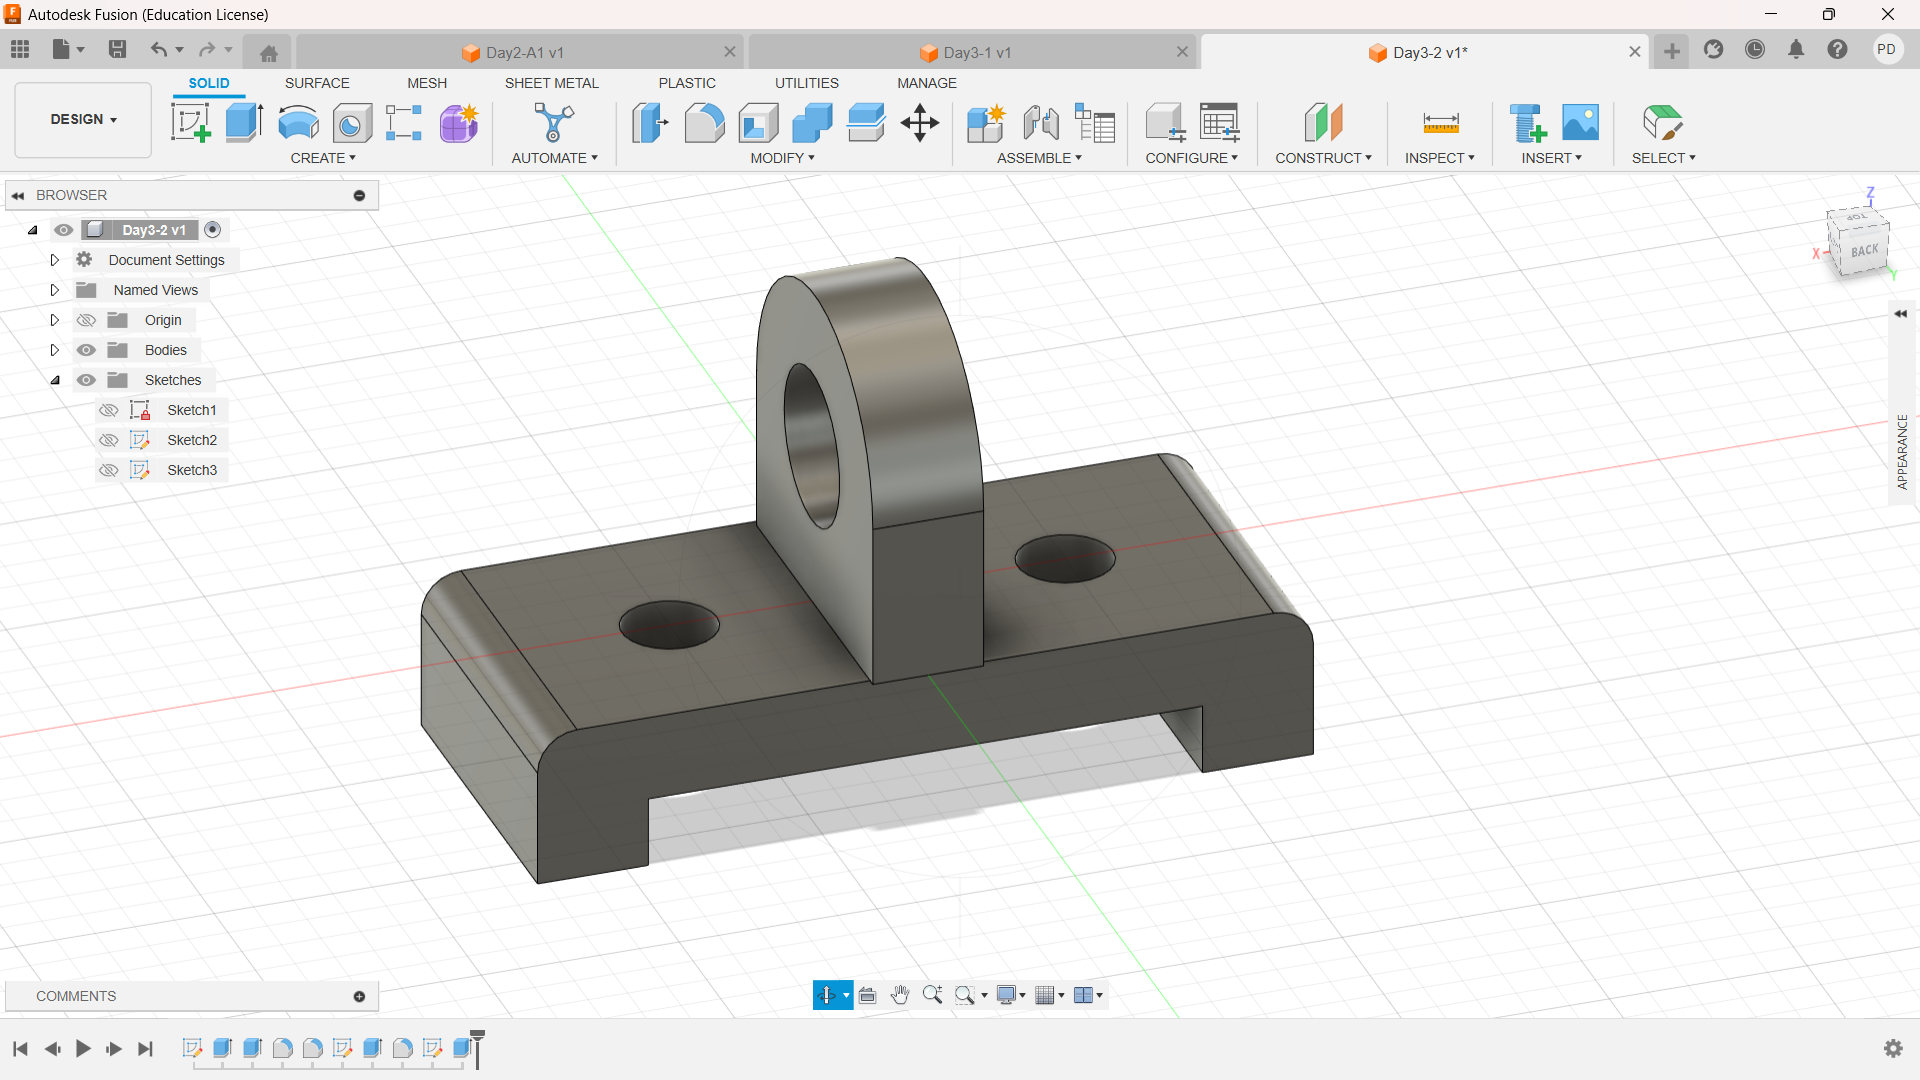 Autodesk Fusion (Education License)
Day2-A1 v1
Day3-1 v1
Day3-2 v1*
PD
DESIGN
SOLID SURFACE MESH SHEET METAL PLASTIC UTILITIES MANAGE
CREATE AUTOMATE MODIFY ASSEMBLE CONFIGURE CONSTRUCT INSPECT INSERT SELECT
BROWSER
Day3-2 v1
Document Settings
Named Views
Origin
Bodies
Sketches
Sketch1
Sketch2
Sketch3
Z
TOP
X
BACK
Y
APPEARANCE
COMMENTS